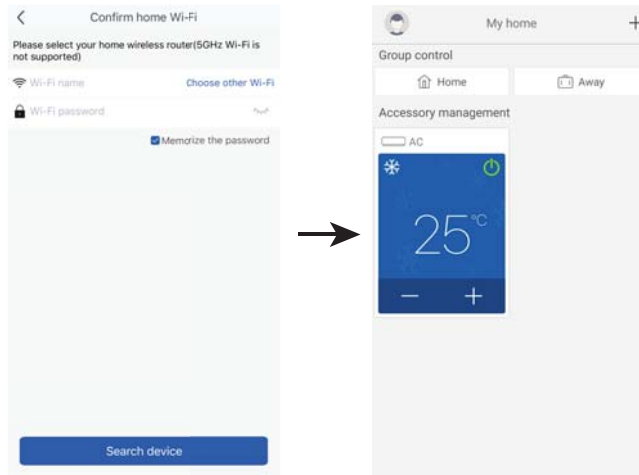 Confirm home Wi-Fi
Please select your home wireless router(5GHz Wi-Fi is
not supported)
Wi-Fi name
Choose other Wi-Fi
Wi-Fi password
Memorize the password
Search device
My home
+
Group control
Home
Away
Accessory management
AC
25°C
— +